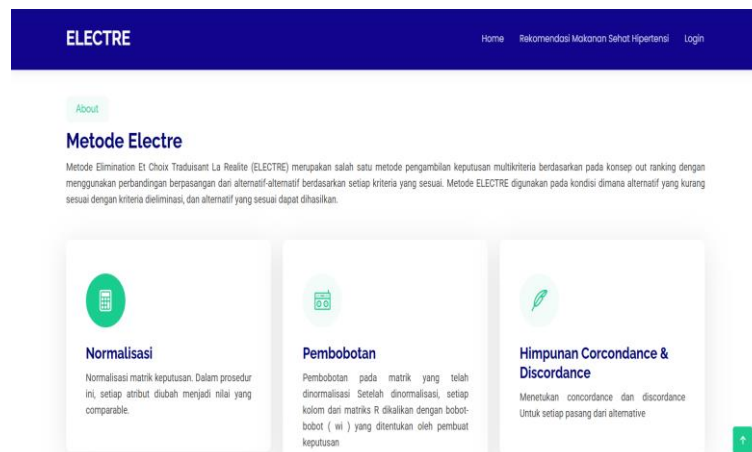 ELECTRE
Home Rekomendasi Makanan Sehat Hipertensi Login
About
Metode Electre
Metode Elimination Et Choix Traduisant La Realite (ELECTRE) merupakan salah satu metode pengambilan keputusan multikriteria berdasarkan pada konsep out ranking dengan
menggunakan perbandingan berpasangan dari alternatif-alternatif berdasarkan setiap kriteria yang sesuai. Metode ELECTRE digunakan pada kondisi dimana alternatif yang kurang
sesuai dengan kriteria dieliminasi, dan alternatif yang sesuai dapat dihasilkan.
Normalisasi
Normalisasi matrik keputusan. Dalam prosedur
ini, setiap atribut diubah menjadi nilai yang
comparable.
Pembobotan
Pembobotan pada matrik yang telah
dinormalisasi Setelah dinormalisasi, setiap
kolom dari matriks R dikalikan dengan bobot-
bobot ( wi ) yang ditentukan oleh pembuat
keputusan
Himpunan Corcondance &
Discordance
Menetukan concordance dan discordance
Untuk setiap pasang dari alternative